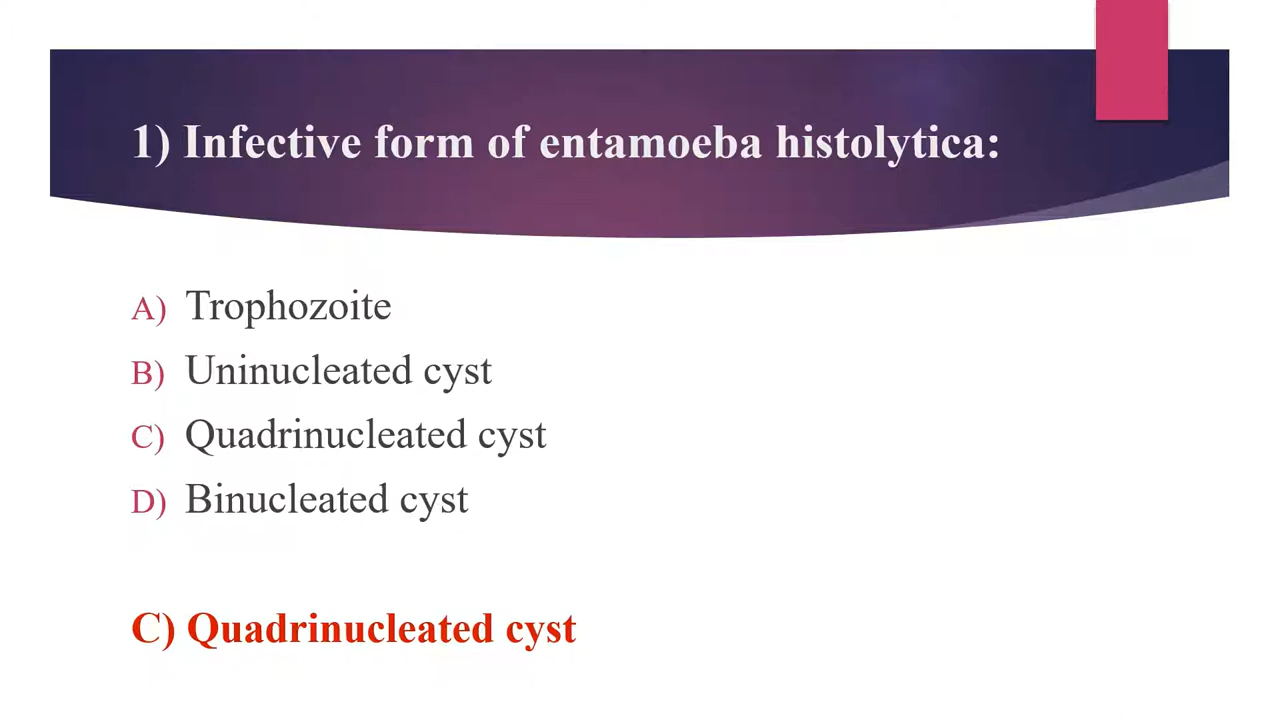 1) Infective form of entamoeba histolytica:
A) Trophozoite
B) Uninucleated cyst
C) Quadrinucleated cyst
D) Binucleated cyst
C) Quadrinucleated cyst